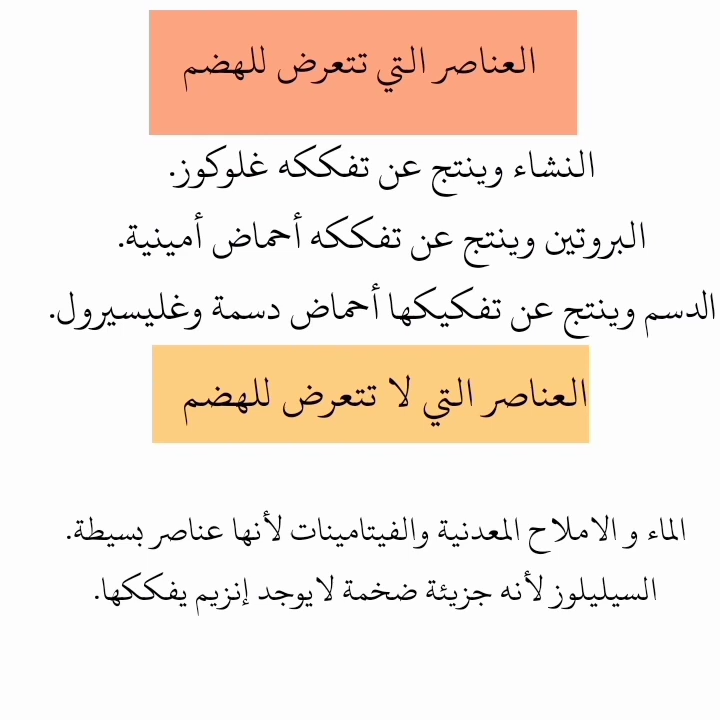 العناصر التي تتعرض للهضم
النشاء وينتج عن تفككه غلوكوز.
البروتين وينتج عن تفككه أحماض أمينية.
الدسم وينتج عن تفكيكها أحماض دسمة وغليسيرول.
العناصر التي لا تتعرض للهضم
الماء و الاملاح المعدنية والفيتامينات لأنها عناصر بسيطة.
السيليلوز لأنه جزيئة ضخمة لايوجد إنزيم يفككها.